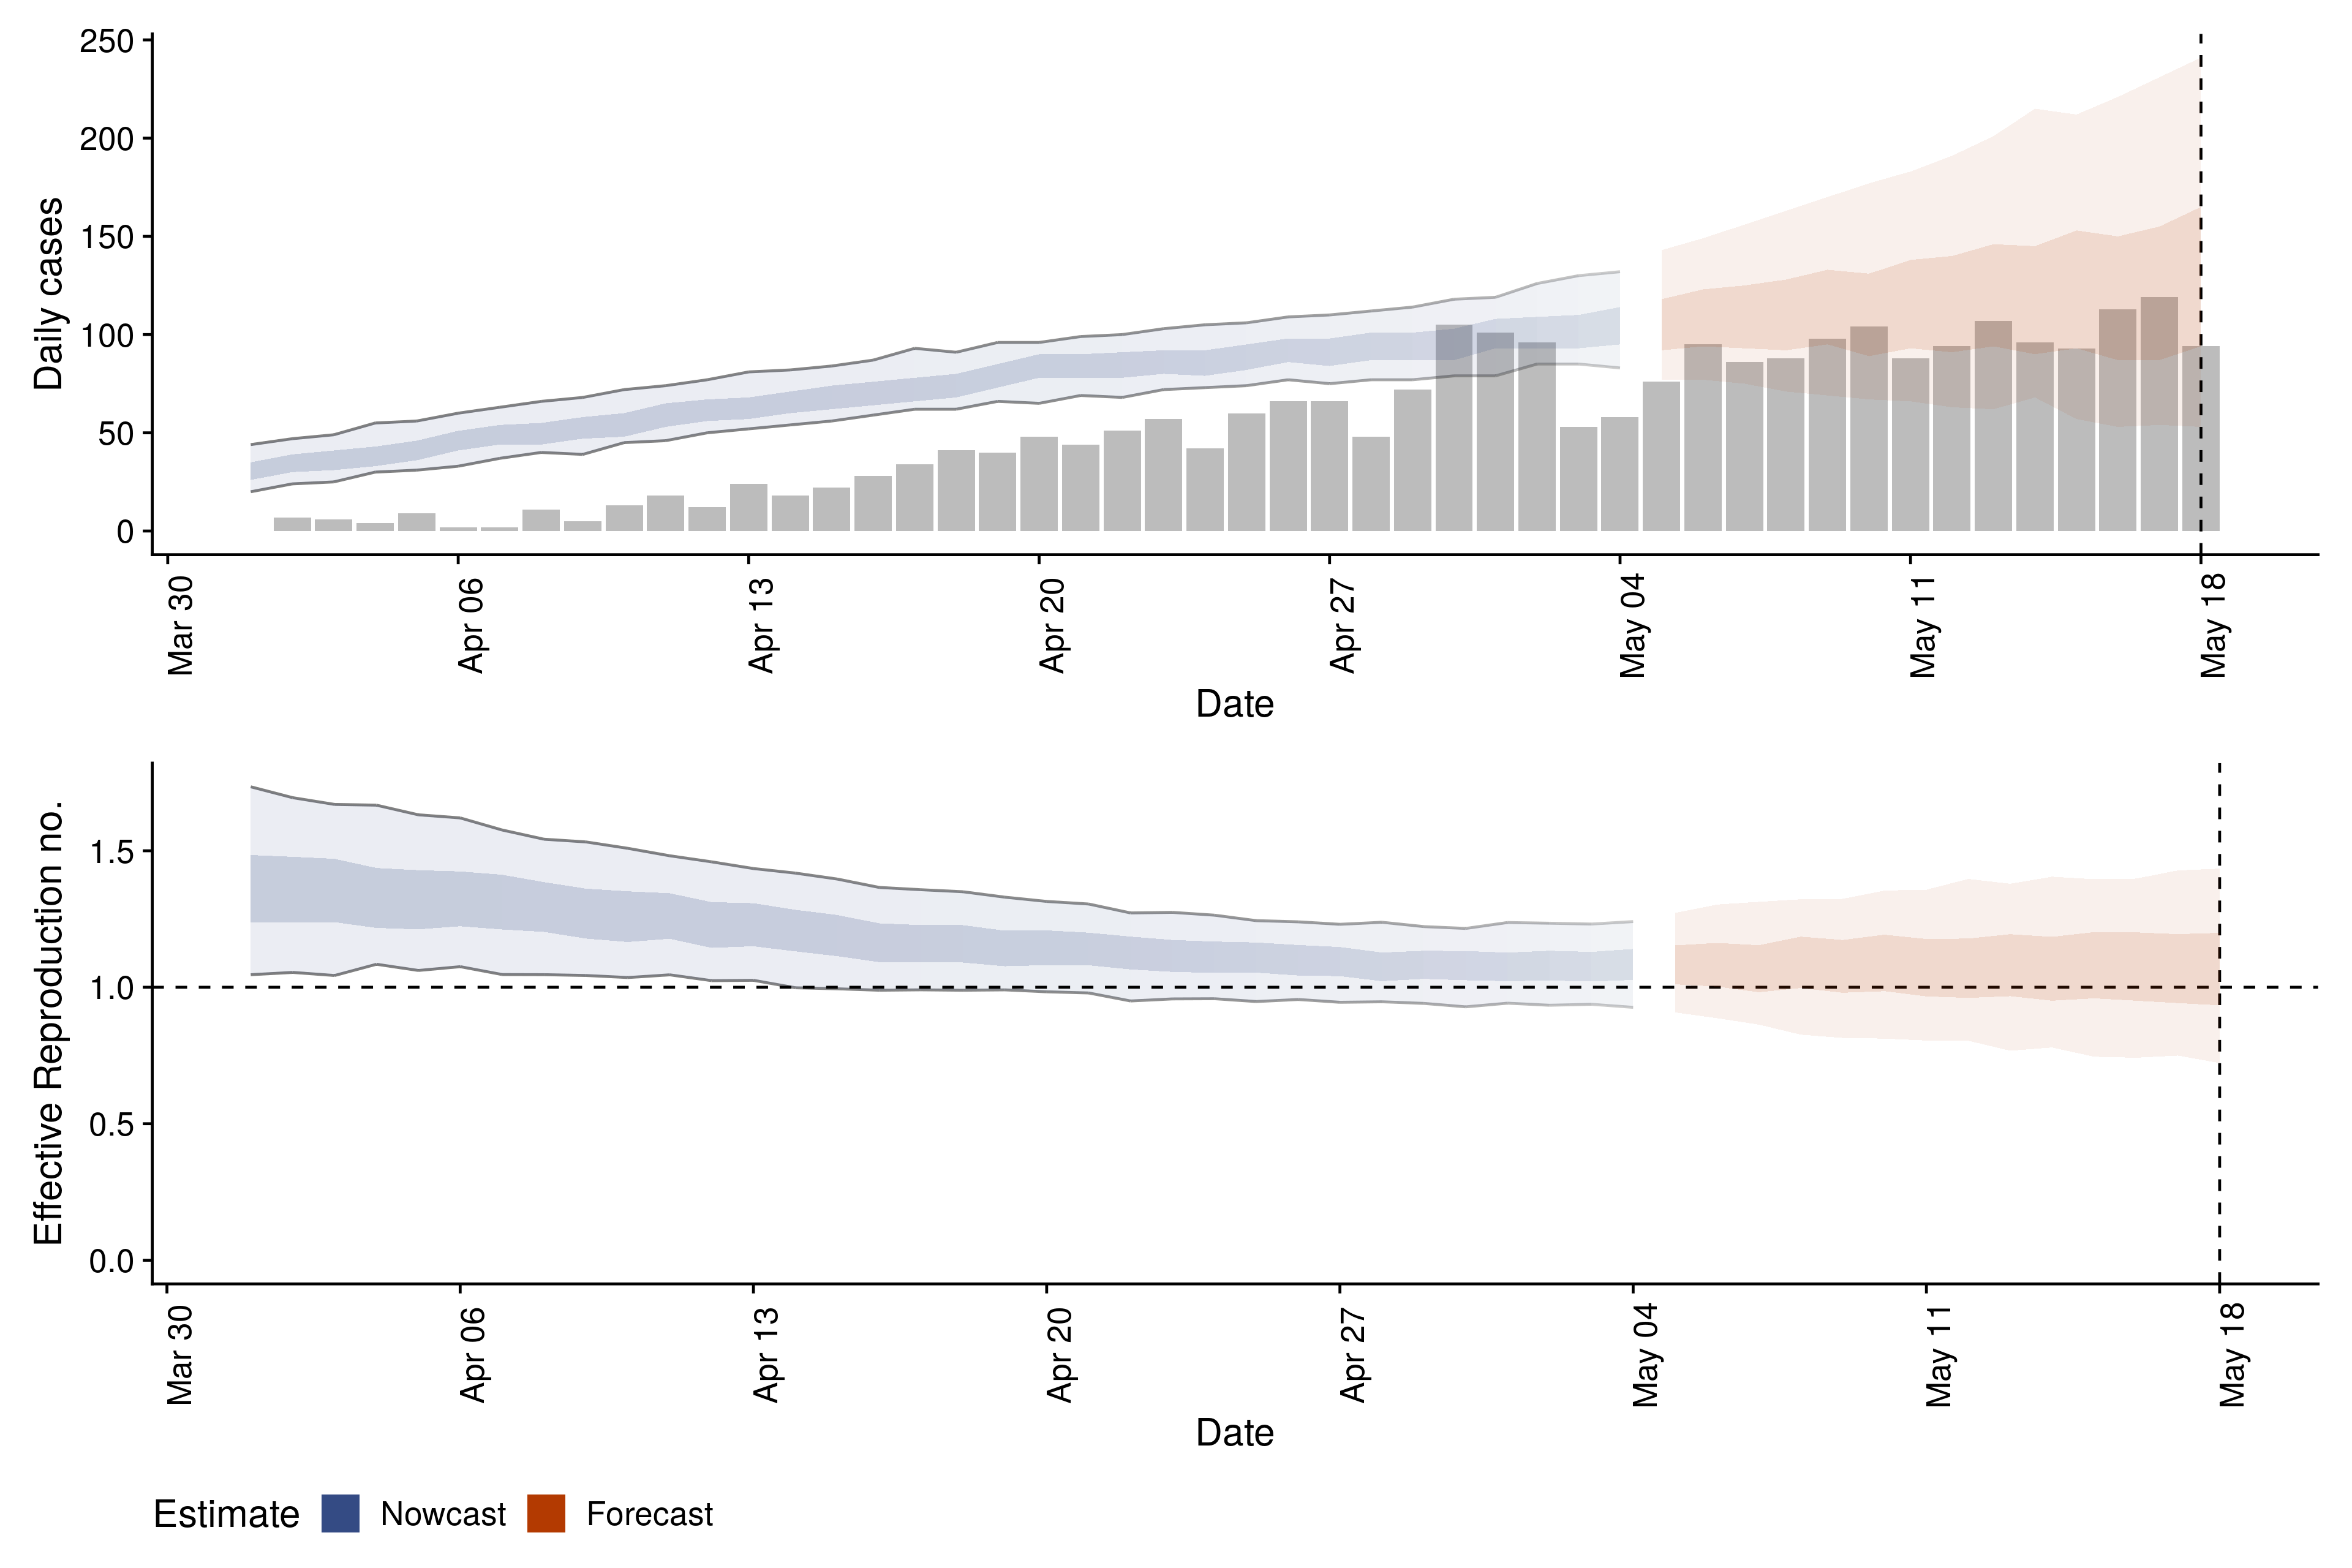 250
200
150
100
50
0
Daily cases
Mar 30
Apr 06
Apr 13
Apr 20
Apr 27
May 04
May 11
May 18
Date
1.5
1.0
0.5
0.0
Effective Reproduction no.
Mar 30
Apr 06
Apr 13
Apr 20
Apr 27
May 04
May 11
May 18
Date
Estimate Nowcast Forecast